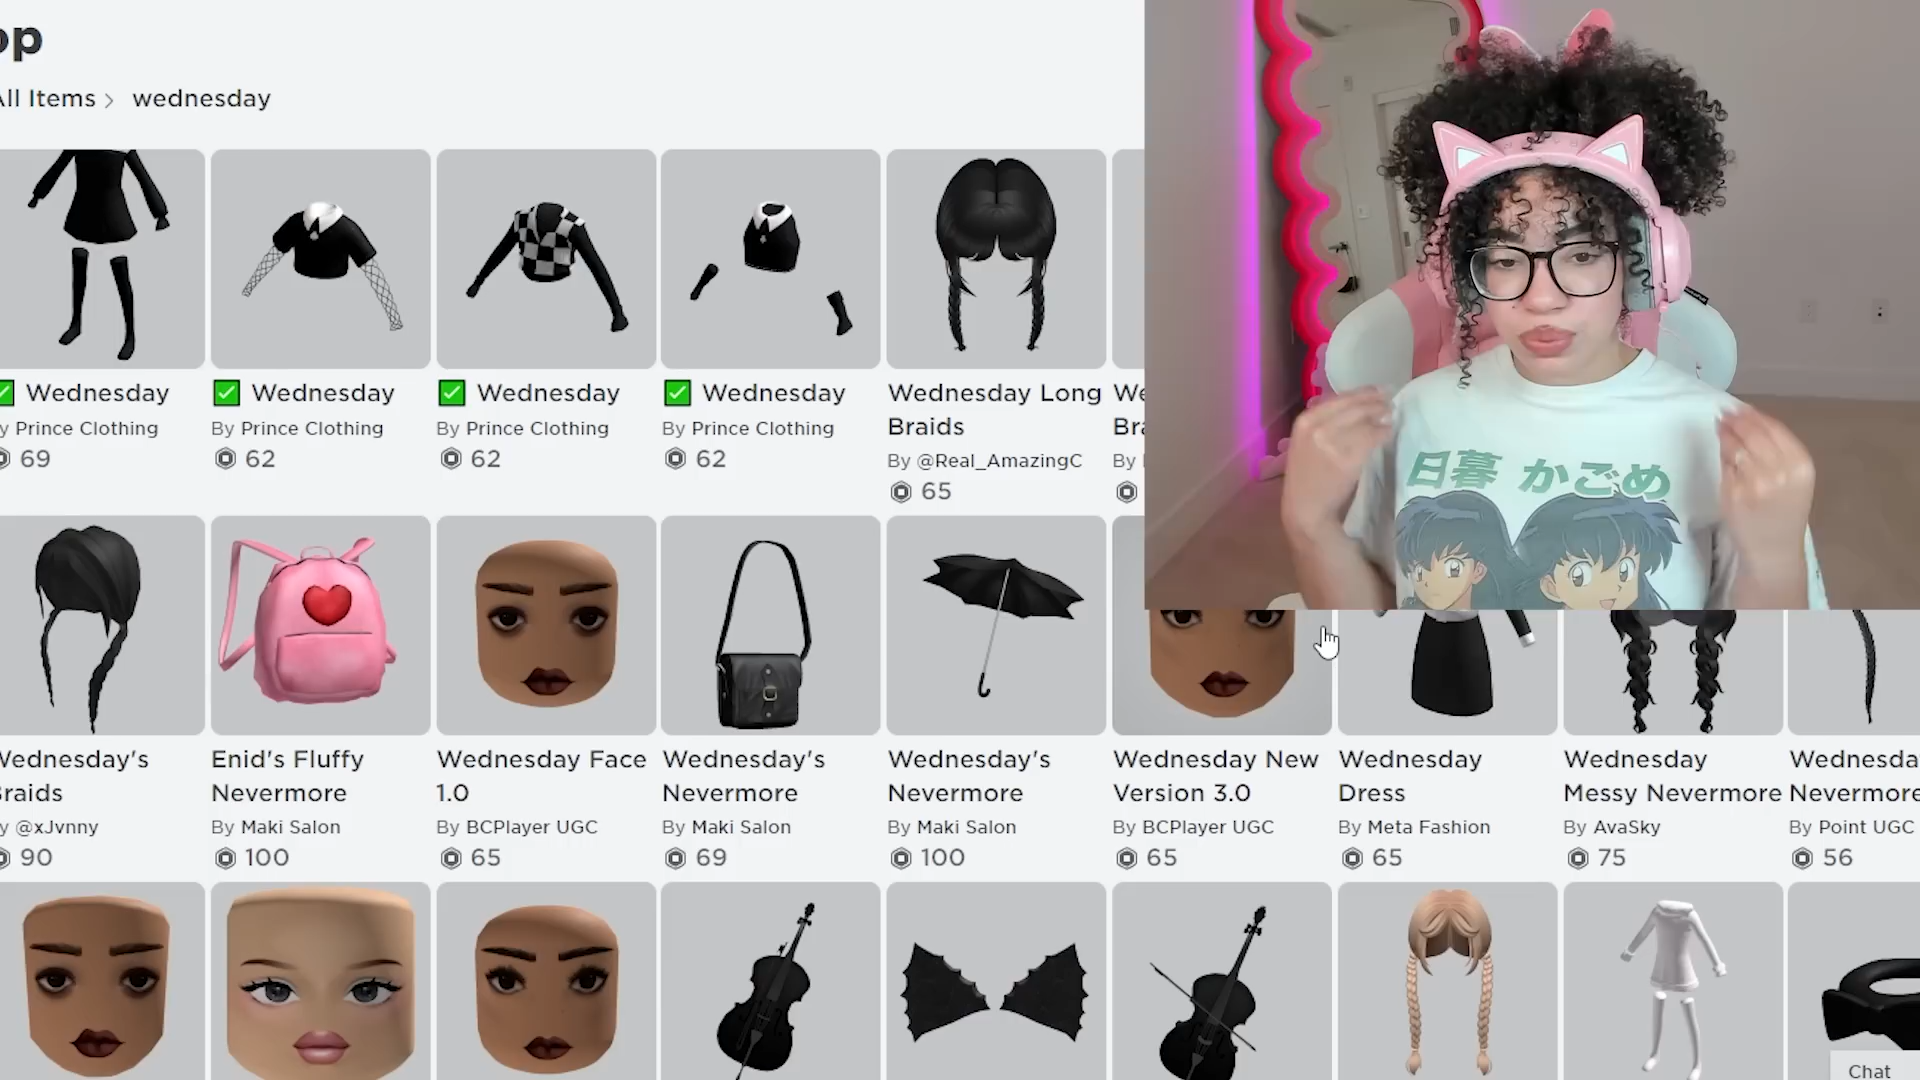 op
All Items > wednesday
Wednesday
By Prince Clothing
69
Wednesday
By Prince Clothing
62
Wednesday
By Prince Clothing
62
Wednesday
By Prince Clothing
62
Wednesday Long
Braids
By @Real_AmazingC
65
By
日暮 かごめ
Wednesday's
Braids
By @xJvnny
90
Enid's Fluffy
Nevermore
By Maki Salon
100
Wednesday Face
1.0
By BCPlayer UGC
65
Wednesday's
Nevermore
By Maki Salon
69
Wednesday's
Nevermore
By Maki Salon
100
Wednesday New
Version 3.0
By BCPlayer UGC
65
Wednesday
Dress
By Meta Fashion
65
Wednesday
Messy Nevermore
By AvaSky
75
Wednesda
Nevermore
By Point UGC
56
Chat